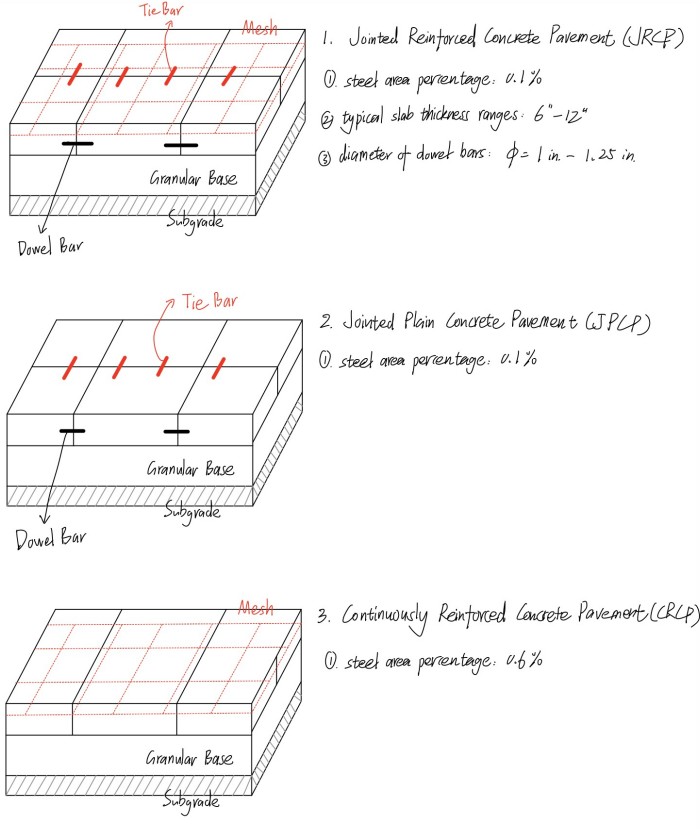 Tie Bar
Mesh
Granular Base
Subgrade
Dowel Bar
1. Jointed Reinforced Concrete Pavement (JRCP)
① steel area percentage: 0.1%
② typical slab thickness ranges: 6"-12"
③ diameter of dowel bars: ϕ= 1 in - 1.25 in.
Tie Bar
Granular Base
Subgrade
Dowel Bar
2. Jointed Plain Concrete Pavement (JPCP)
① steel area percentage: 0.1%
Mesh
Granular Base
Subgrade
3. Continuously Reinforced Concrete Pavement (CRCP)
① steel area percentage: 0.6%